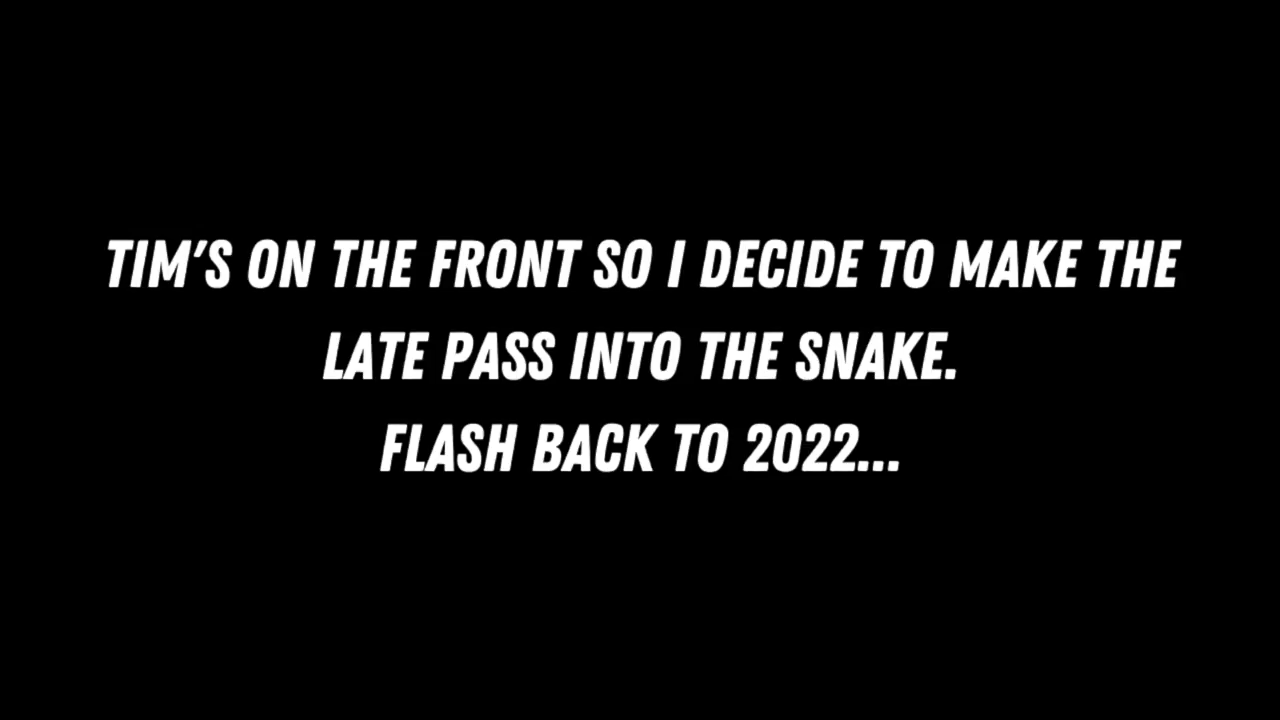 TIM'S ON THE FRONT SO I DECIDE TO MAKE THE
LATE PASS INTO THE SNAKE.
FLASH BACK TO 2022...